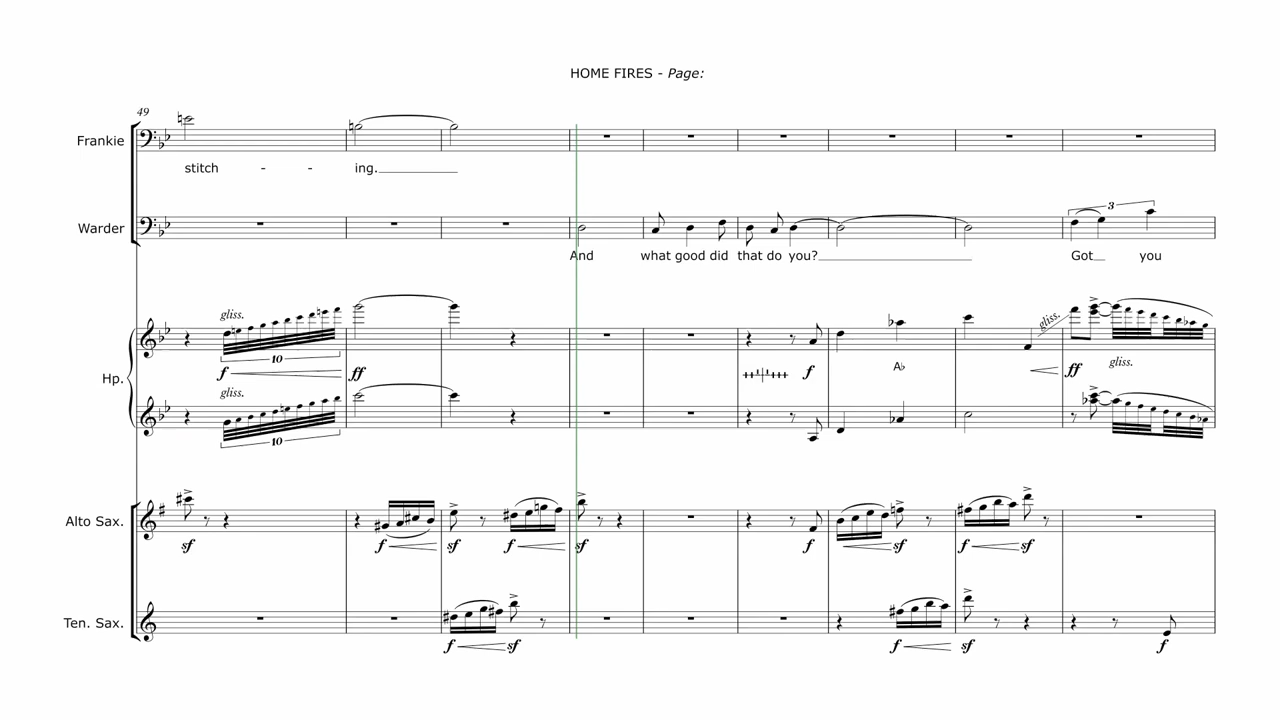 HOME FIRES - Page:
49
Frankie
stitch - - ing.
Warder
And what good did that do you? Got you
3
gliss. gliss.
10
f ff f A♭ ff gliss.
Hp.
gliss.
10
Alto Sax.
sf f sf f sf f sf f sf
Ten. Sax.
f sf f sf f